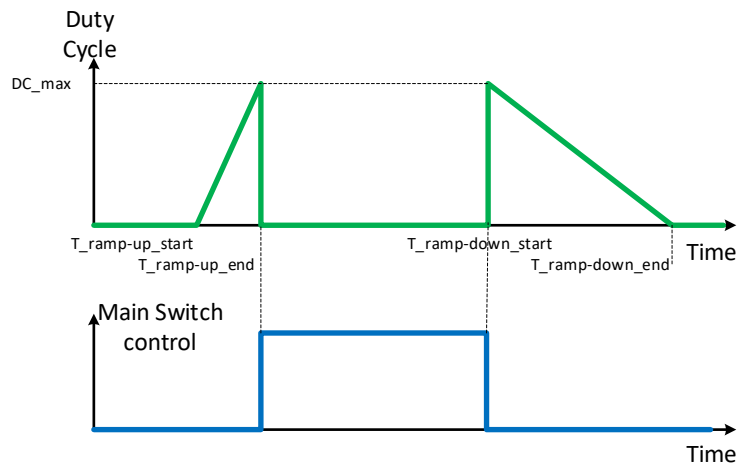 Duty
Cycle
DC_max
T_ramp-up_start
T_ramp-down_start
Time
T_ramp-up_end
T_ramp-down_end
Main Switch
control
Time